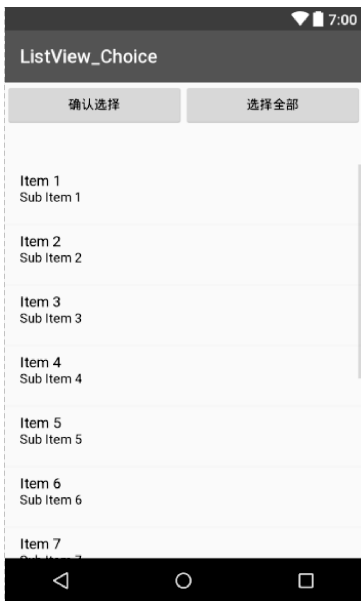 7:00
ListView_Choice
确认选择 选择全部
Item 1
Sub Item 1
Item 2
Sub Item 2
Item 3
Sub Item 3
Item 4
Sub Item 4
Item 5
Sub Item 5
Item 6
Sub Item 6
Item 7